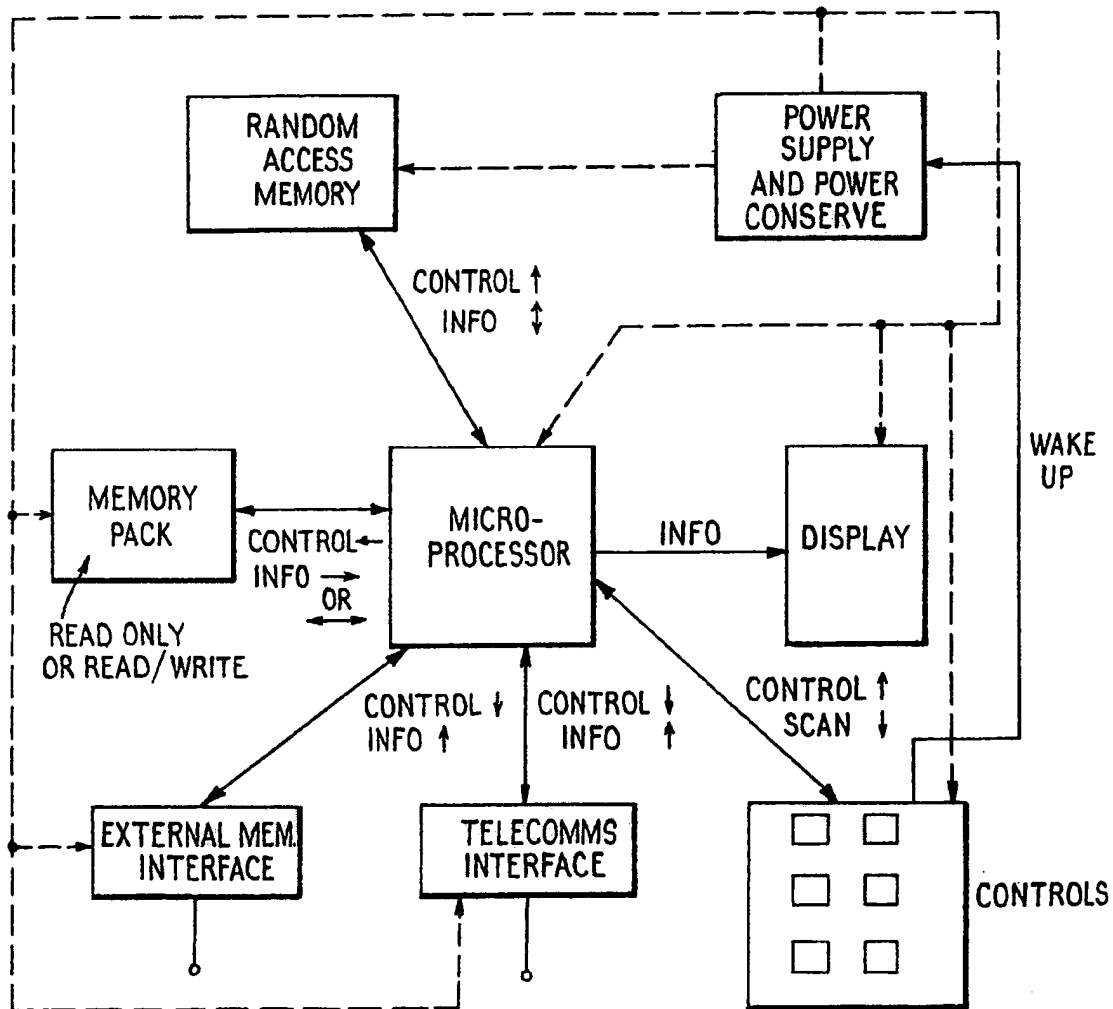 RANDOM
ACCESS
MEMORY
POWER
SUPPLY
AND POWER
CONSERVE
CONTROL ↑
INFO ↕
WAKE
UP
MEMORY
PACK
CONTROL ←
INFO →
OR
↔
READ ONLY
OR READ/WRITE
MICRO-
PROCESSOR
INFO
DISPLAY
CONTROL ↓
INFO ↑
CONTROL ↓
INFO ↑
CONTROL ↑
SCAN ↓
EXTERNAL MEM.
INTERFACE
TELECOMMS
INTERFACE
CONTROLS